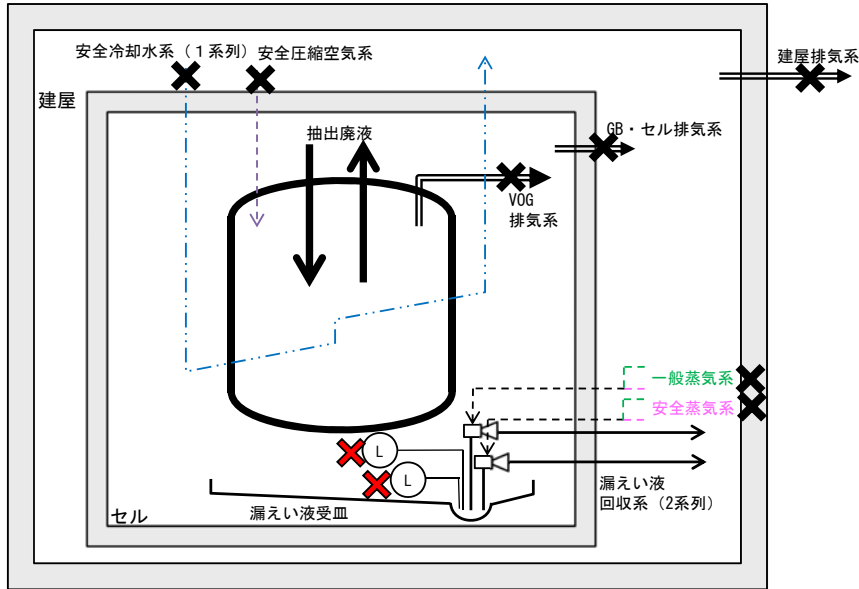 安全冷却水系（１系列）
安全圧縮空気系
建屋排気系
建屋
抽出廃液
GB・セル排気系
VOG
排気系
一般蒸気系
安全蒸気系
L
L
漏えい液
回収系（2系列）
漏えい液受皿
セル